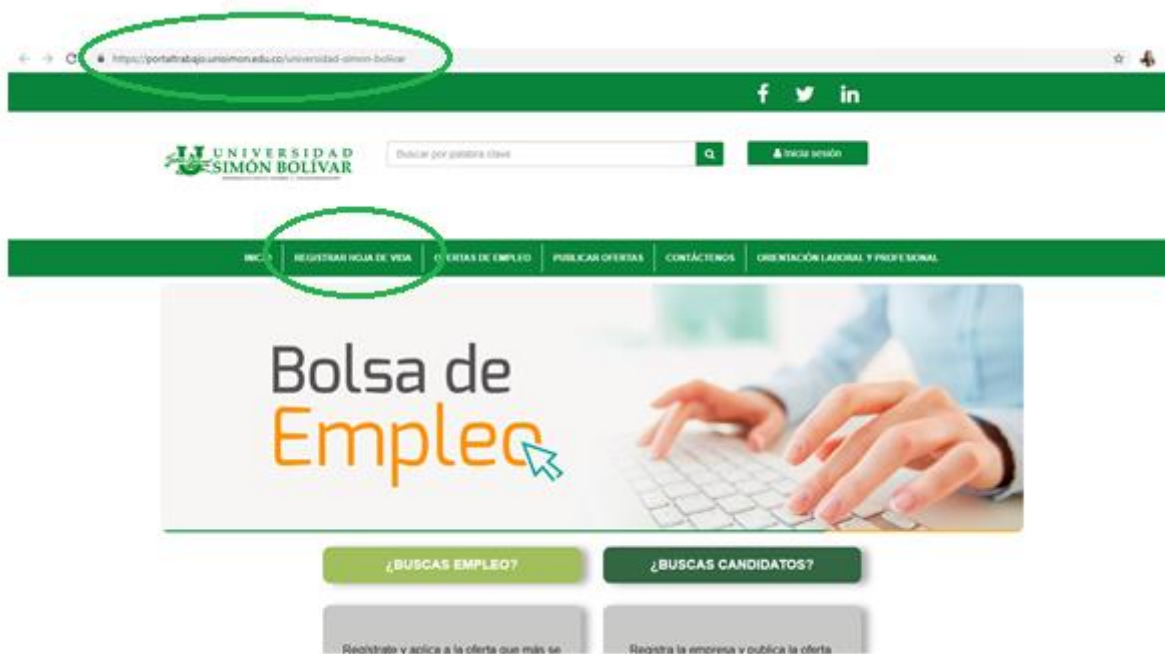 https://portaltrabajo.unisimon.edu.co/universidad-simon-bolivar
f in
UNIVERSIDAD
SIMÓN BOLÍVAR
Buscar por palabra clave
Inicia sesión
INICIO REGISTRAR HOJA DE VIDA OFERTAS DE EMPLEO PUBLICAR OFERTAS CONTÁCTENOS ORIENTACIÓN LABORAL Y PROFESIONAL
Bolsa de
Empleo
¿BUSCAS EMPLEO? ¿BUSCAS CANDIDATOS?
Regístrate y aplica a la oferta que más se
Registra la empresa y publica la oferta